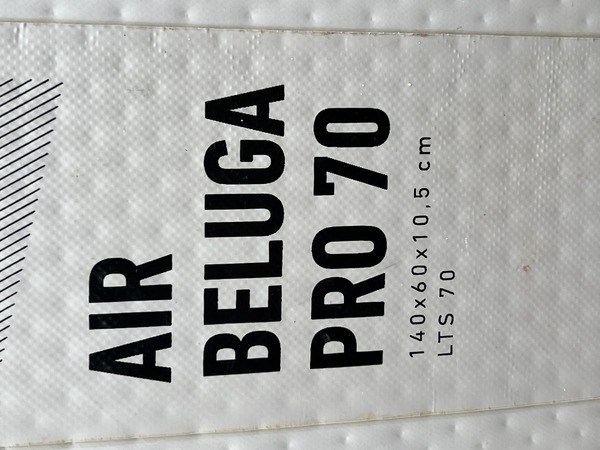 AIR
BELUGA
PRO 70
140x60x10,5 cm
LTS 70